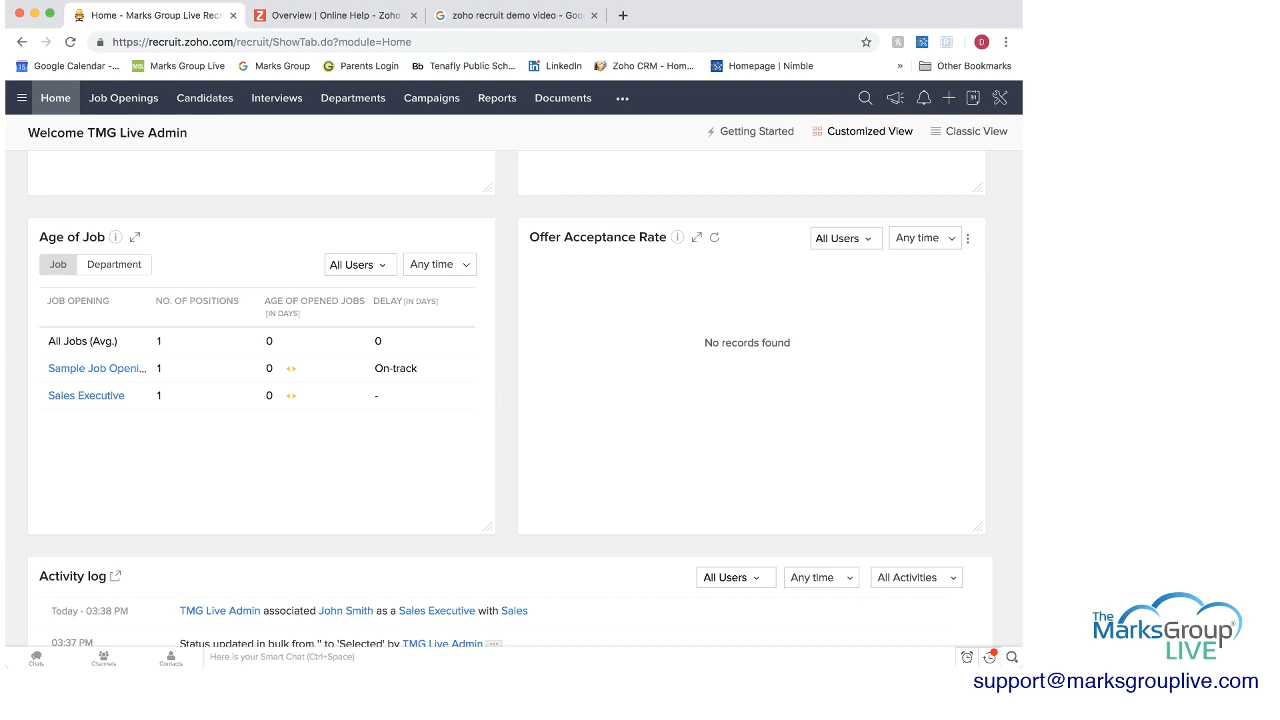 Home - Marks Group Live Recr
Overview | Online Help - Zoho
zoho recruit demo video - Goo
https://recruit.zoho.com/recruit/ShowTab.do?module=Home
D
Google Calendar -...
Marks Group Live
Marks Group
Parents Login
Bb Tenafly Public Sch...
LinkedIn
Zoho CRM - Hom...
Homepage | Nimble
»
Other Bookmarks
Home
Job Openings
Candidates
Interviews
Departments
Campaigns
Reports
Documents
Welcome TMG Live Admin
Getting Started
Customized View
Classic View
Age of Job
Job
Department
All Users
Any time
JOB OPENING
NO. OF POSITIONS
AGE OF OPENED JOBS [IN DAYS]
DELAY [IN DAYS]
All Jobs (Avg.) 1 0 0
Sample Job Openi... 1 0 On-track
Sales Executive 1 0 -
Offer Acceptance Rate
All Users
Any time
No records found
Activity log
All Users
Any time
All Activities
Today - 03:38 PM TMG Live Admin associated John Smith as a Sales Executive with Sales
03:37 PM Status updated in bulk from '' to 'Selected' by TMG Live Admin
Chats
Channels
Contacts
Here is your Smart Chat (Ctrl+Space)
The
MarksGroup®
LIVE
support@marksgrouplive.com